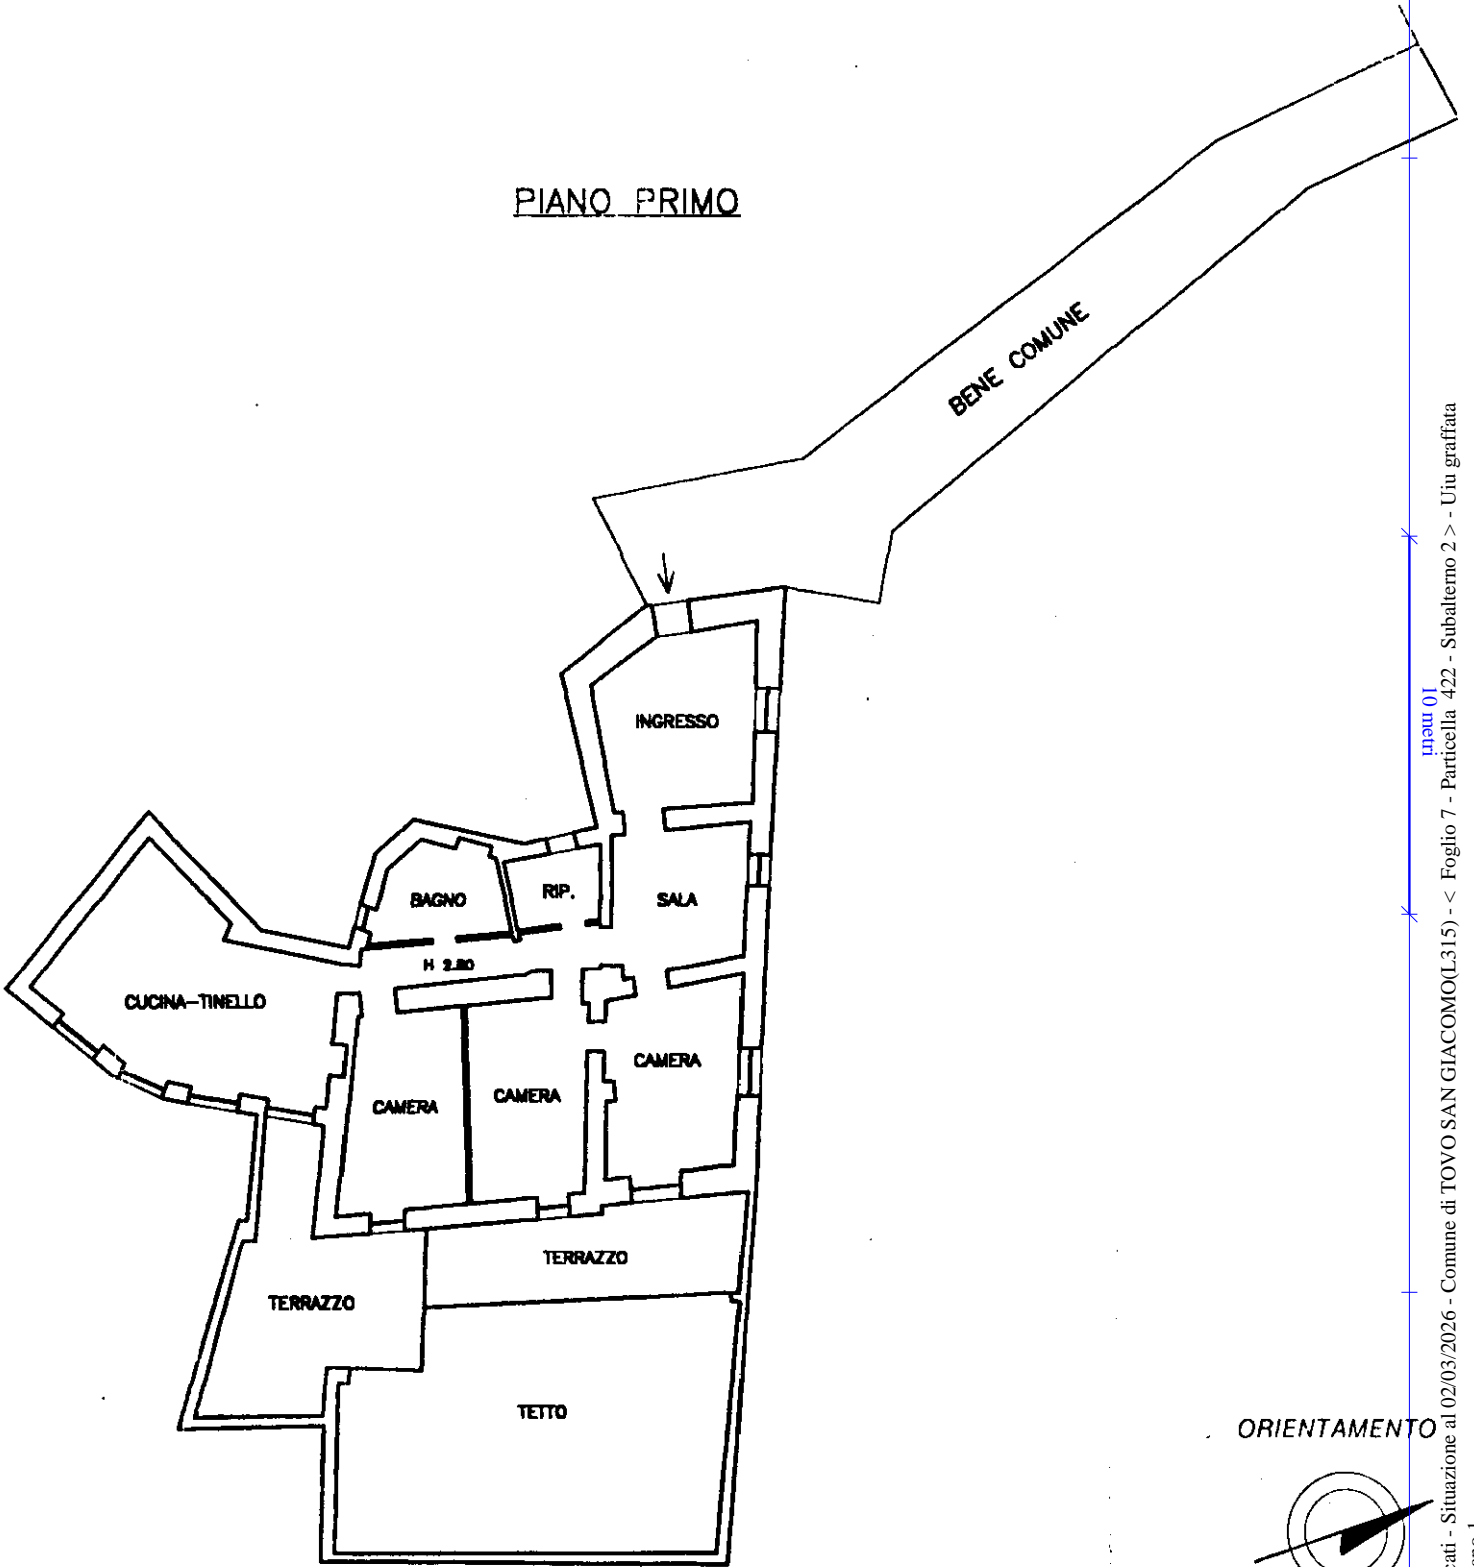 PIANO PRIMO
BENE COMUNE
INGRESSO
BAGNO
RIP.
SALA
H 2.80
CUCINA-TINELLO
CAMERA
CAMERA
CAMERA
TERRAZZO
TERRAZZO
TETTO
ORIENTAMENTO
10 metri
cati - Situazione al 02/03/2026 - Comune di TOVO SAN GIACOMO(L315) - < Foglio 7 - Particella 422 - Subalterno 2 > - Uiu graffata